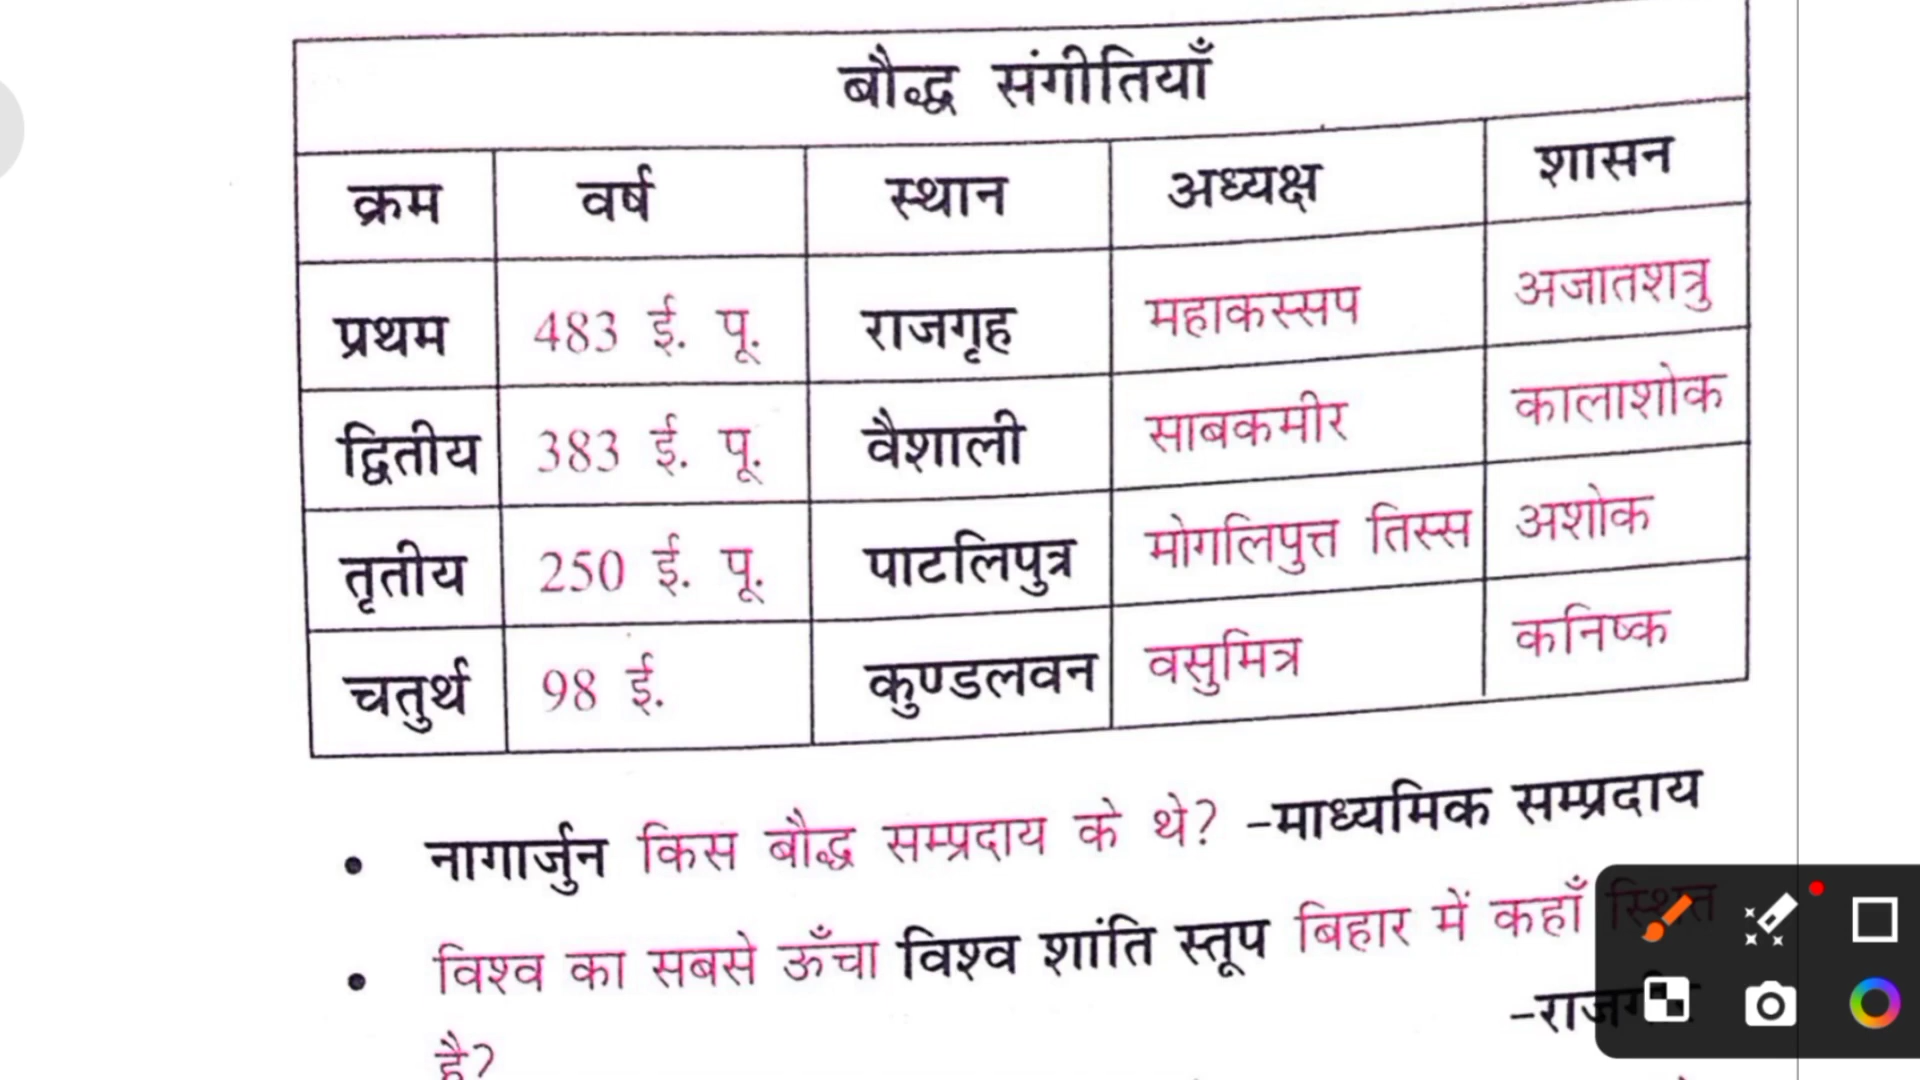 बौद्ध संगीतियाँ
क्रम वर्ष स्थान अध्यक्ष शासन
प्रथम 483 ई. पू. राजगृह महाकस्सप अजातशत्रु
द्वितीय 383 ई. पू. वैशाली साबकमीर कालाशोक
तृतीय 250 ई. पू. पाटलिपुत्र मोगलिपुत्त तिस्स अशोक
चतुर्थ 98 ई. कुण्डलवन वसुमित्र कनिष्क
• नागार्जुन किस बौद्ध सम्प्रदाय के थे? -माध्यमिक सम्प्रदाय
• विश्व का सबसे ऊँचा विश्व शांति स्तूप बिहार में कहाँ स्थित
है?